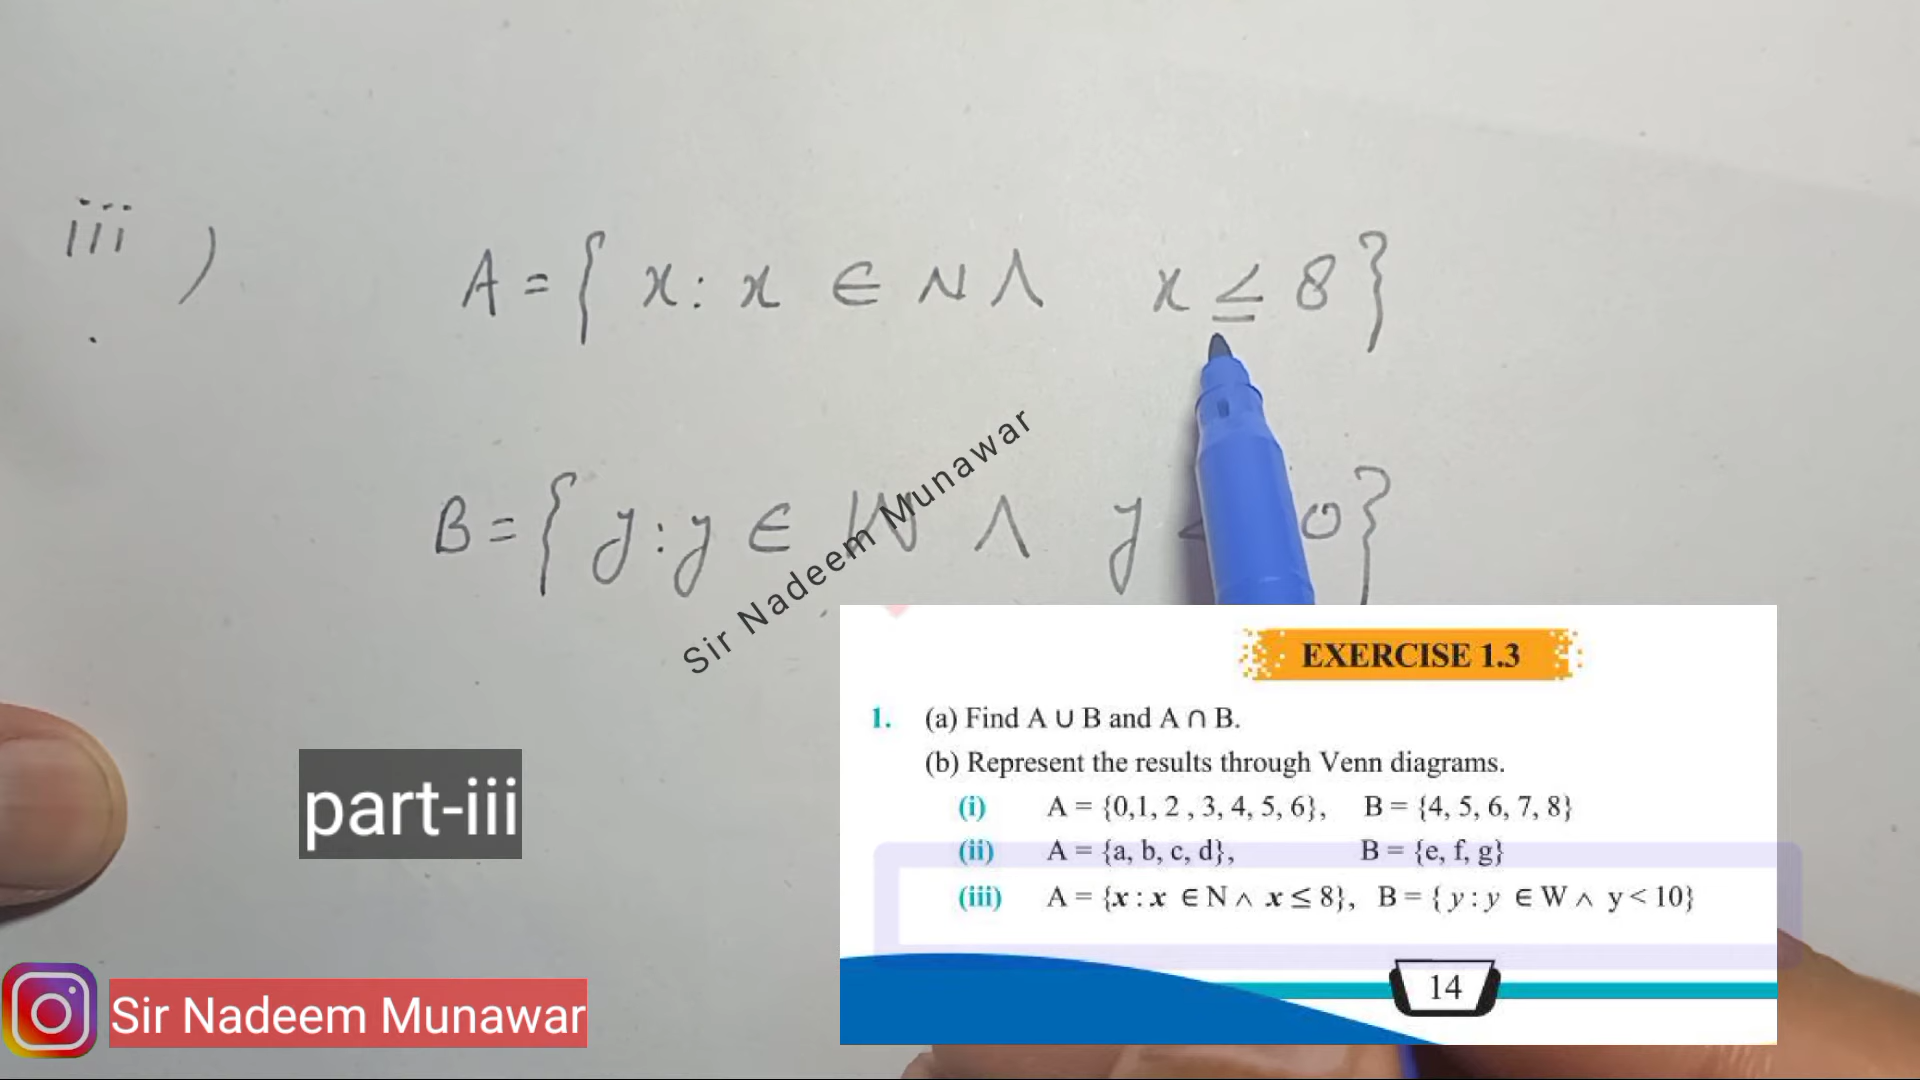 iii)
A = { x : x ∈ N ∧ x ≤ 8 }
B = { y : y ∈ W ∧ y < 0 }
Sir Nadeem Munawar
EXERCISE 1.3
1. (a) Find A ∪ B and A ∩ B.
(b) Represent the results through Venn diagrams.
(i) A = {0,1, 2 , 3, 4, 5, 6}, B = {4, 5, 6, 7, 8}
(ii) A = {a, b, c, d}, B = {e, f, g}
(iii) A = {x : x ∈ N ∧ x ≤ 8}, B = { y : y ∈ W ∧ y < 10}
14
part-iii
Sir Nadeem Munawar